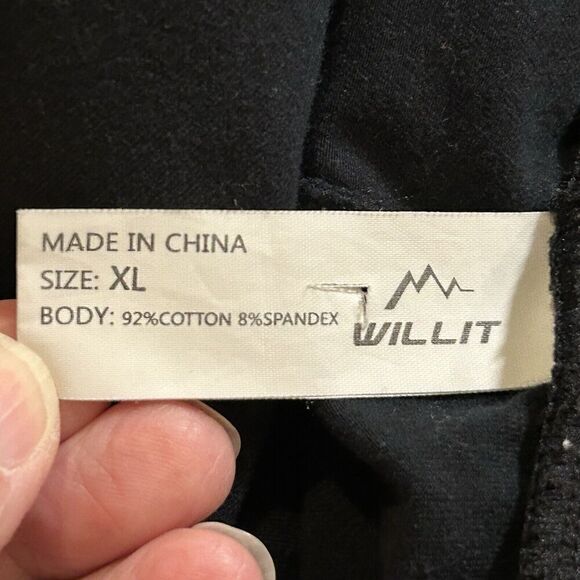 MADE IN CHINA
SIZE: XL
BODY: 92%COTTON 8%SPANDEX
WILLIT